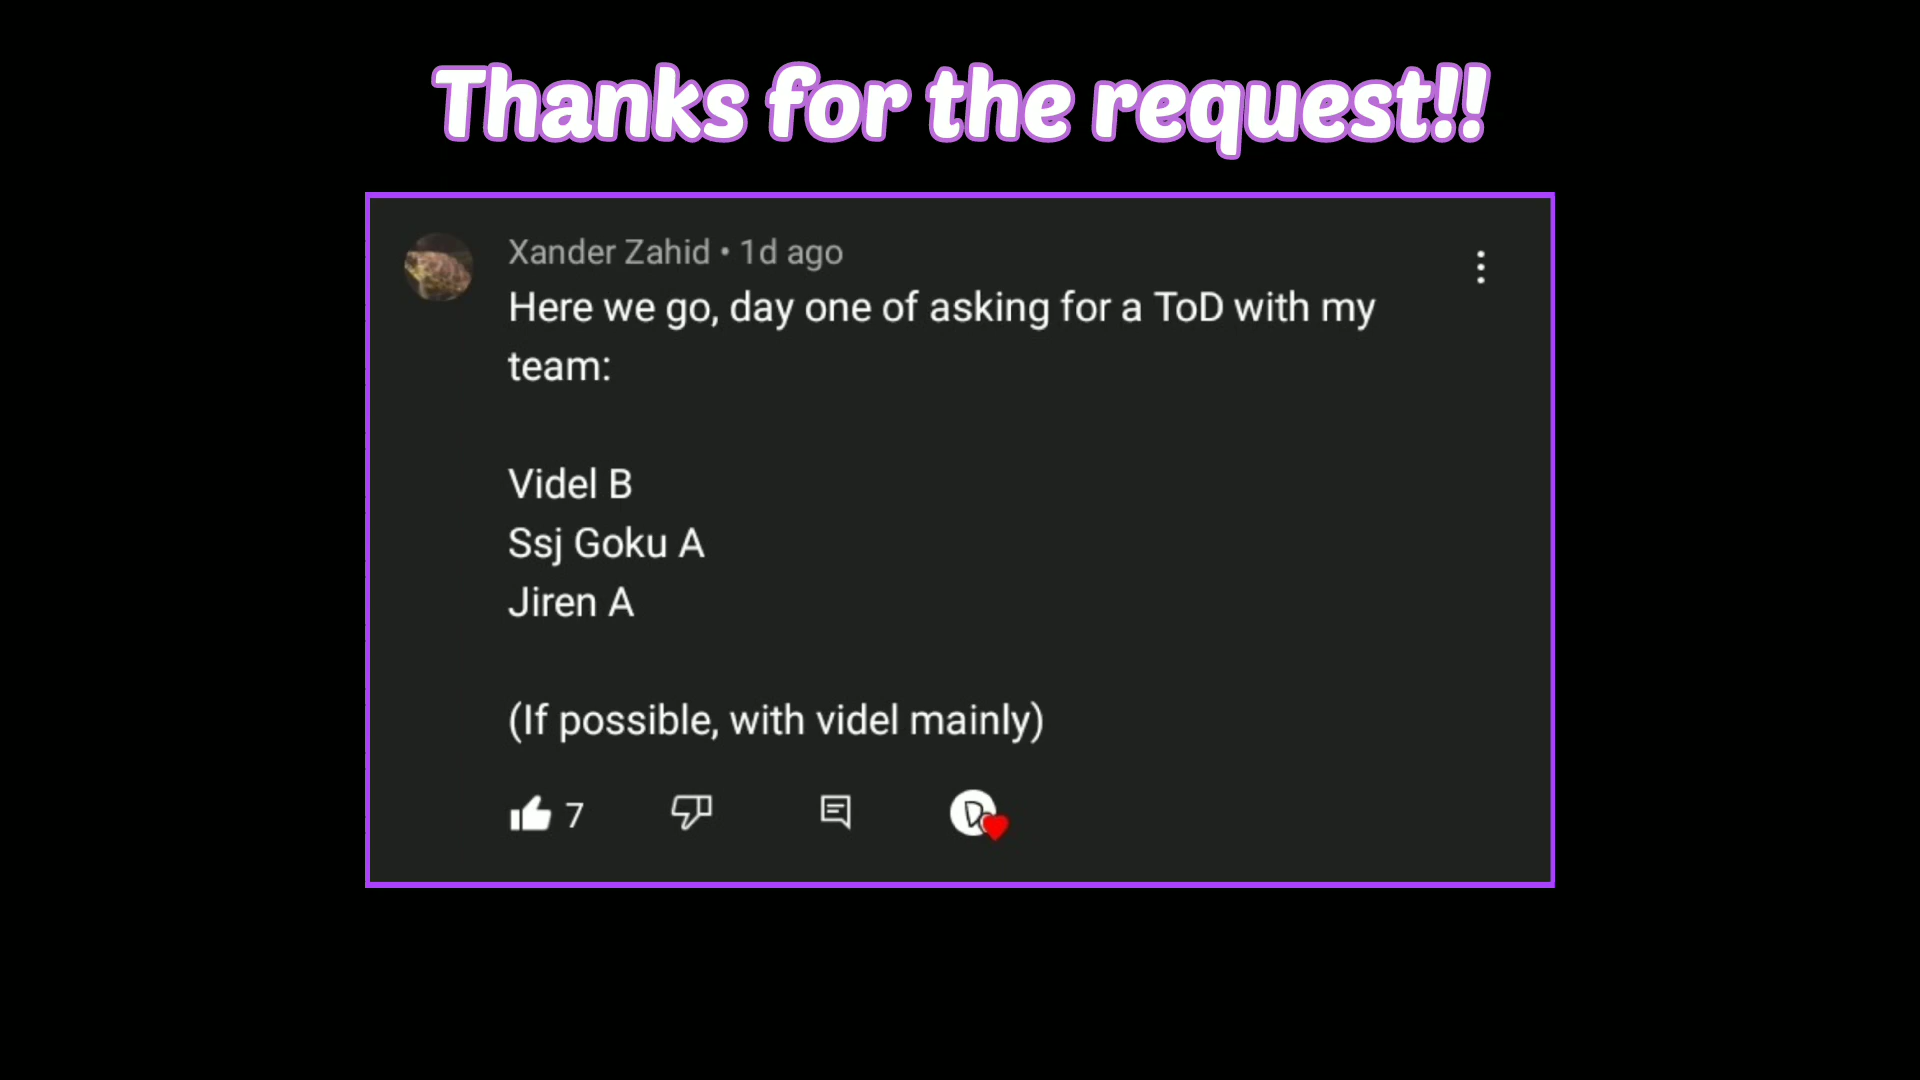 Thanks for the request!!
Xander Zahid • 1d ago
Here we go, day one of asking for a ToD with my
team:
Videl B
Ssj Goku A
Jiren A
(If possible, with videl mainly)
7
D